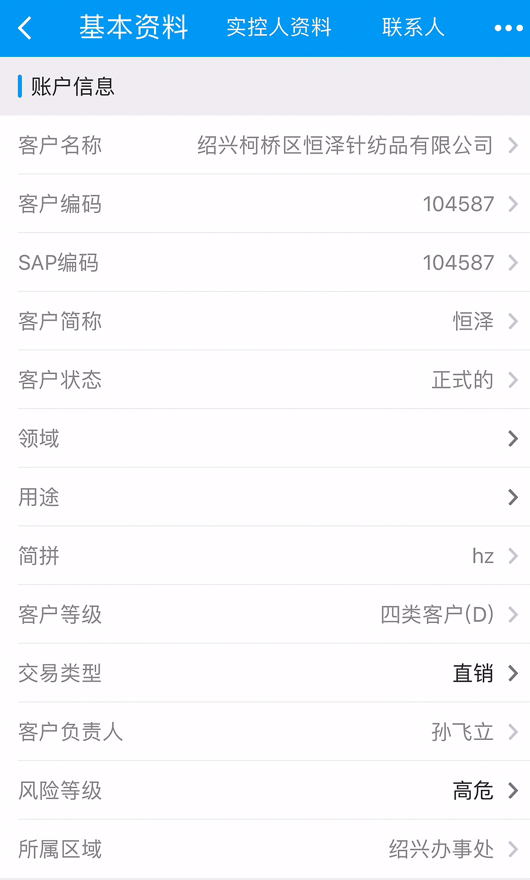 基本资料 实控人资料 联系人
账户信息
客户名称 绍兴柯桥区恒泽针纺品有限公司
客户编码 104587
SAP编码 104587
客户简称 恒泽
客户状态 正式的
领域
用途
简拼 hz
客户等级 四类客户(D)
交易类型 直销
客户负责人 孙飞立
风险等级 高危
所属区域 绍兴办事处